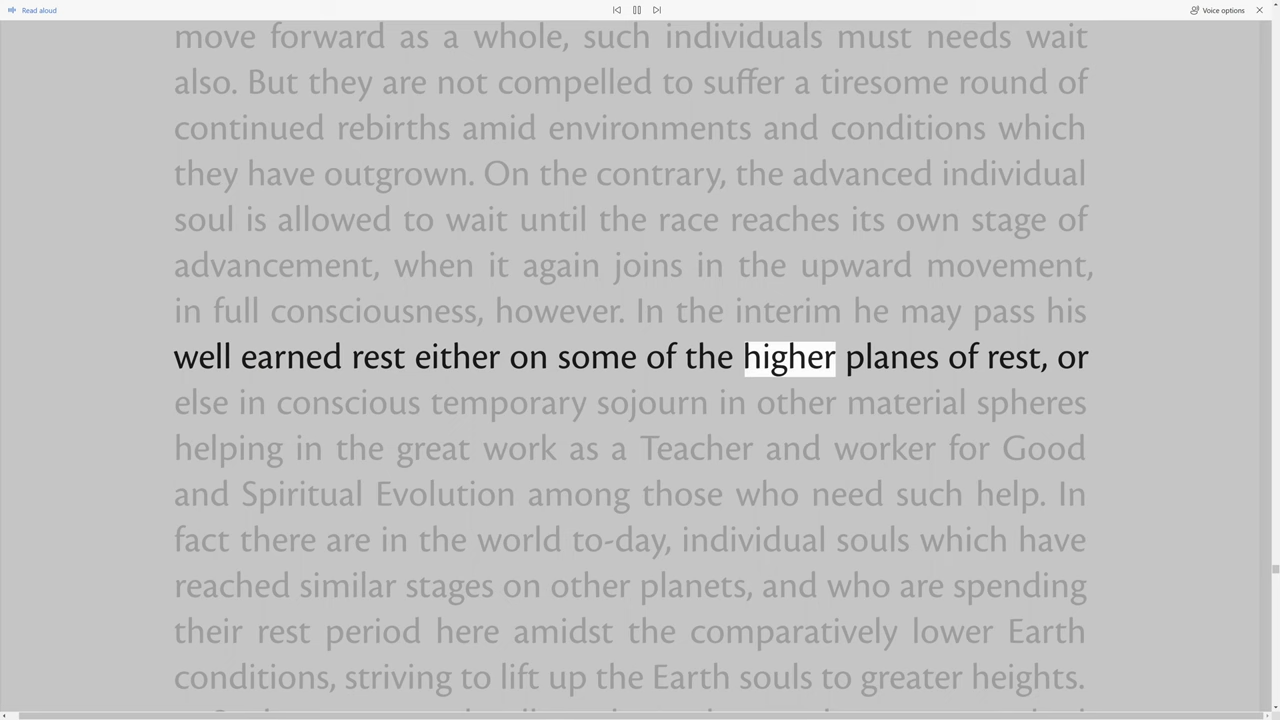 Read aloud
Voice options
move forward as a whole, such individuals must needs wait
also. But they are not compelled to suffer a tiresome round of
continued rebirths amid environments and conditions which
they have outgrown. On the contrary, the advanced individual
soul is allowed to wait until the race reaches its own stage of
advancement, when it again joins in the upward movement,
in full consciousness, however. In the interim he may pass his
well earned rest either on some of the higher planes of rest, or
else in conscious temporary sojourn in other material spheres
helping in the great work as a Teacher and worker for Good
and Spiritual Evolution among those who need such help. In
fact there are in the world to-day, individual souls which have
reached similar stages on other planets, and who are spending
their rest period here amidst the comparatively lower Earth
conditions, striving to lift up the Earth souls to greater heights.